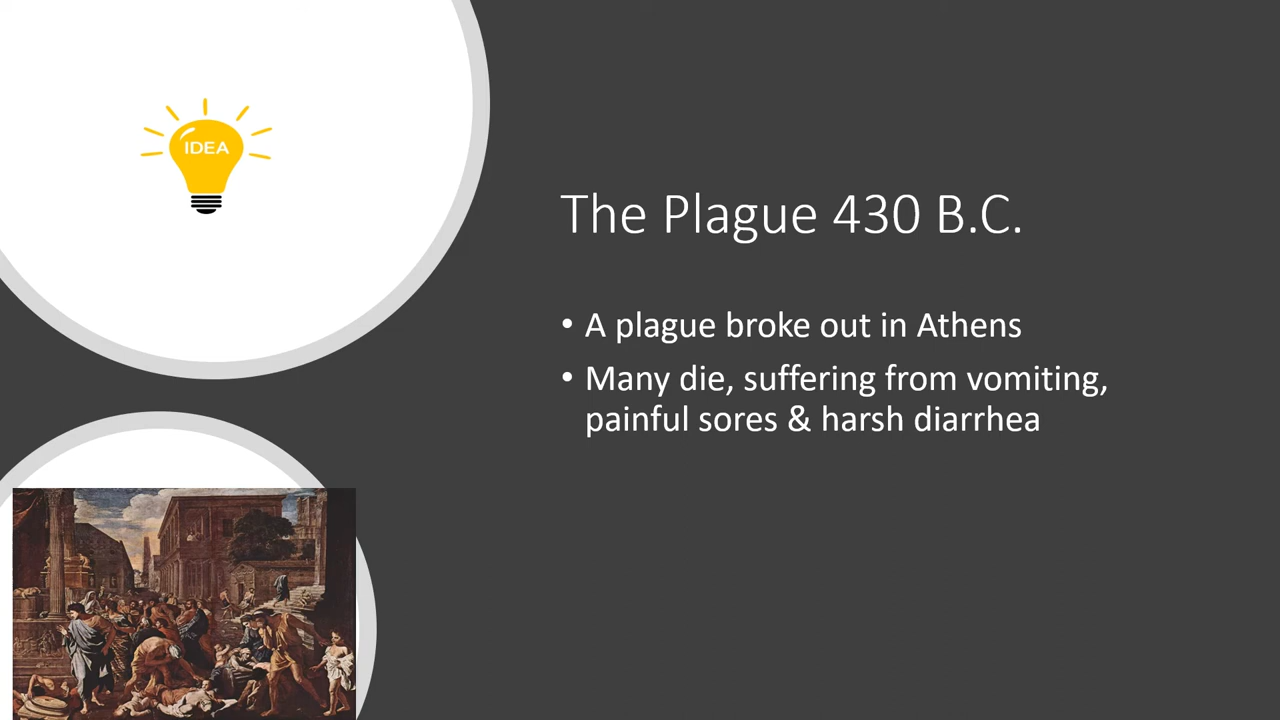 IDEA
The Plague 430 B.C.
• A plague broke out in Athens
• Many die, suffering from vomiting,
painful sores & harsh diarrhea